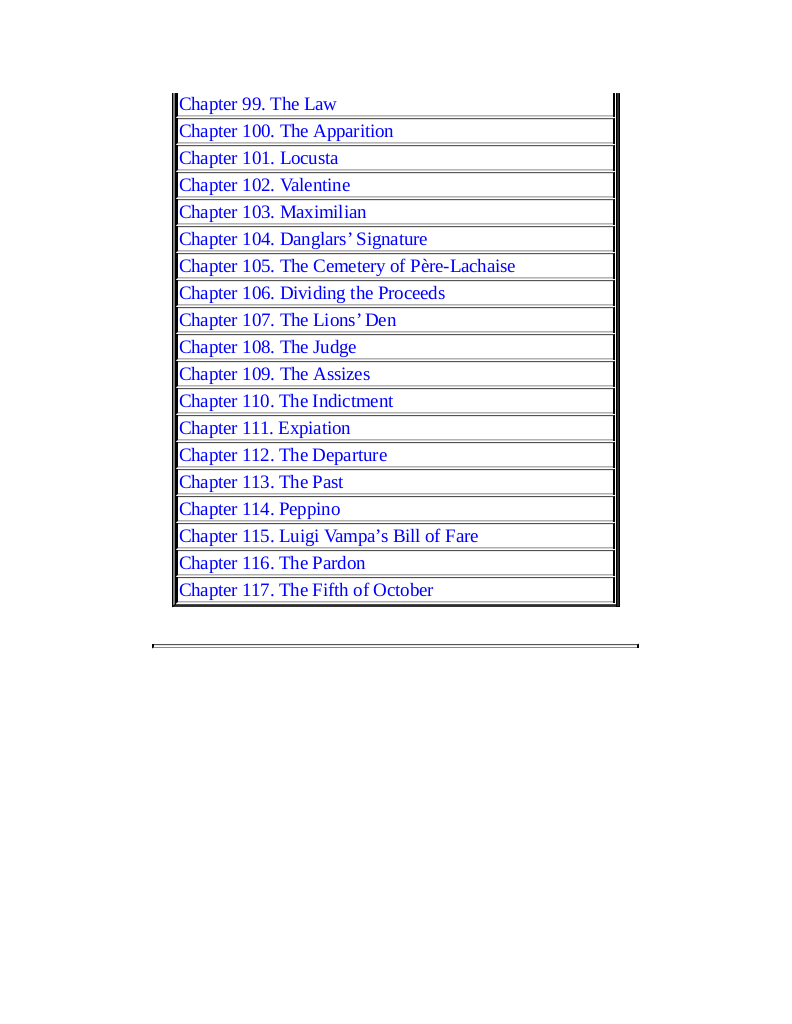 Chapter 99. The Law
Chapter 100. The Apparition
Chapter 101. Locusta
Chapter 102. Valentine
Chapter 103. Maximilian
Chapter 104. Danglars’ Signature
Chapter 105. The Cemetery of Père-Lachaise
Chapter 106. Dividing the Proceeds
Chapter 107. The Lions’ Den
Chapter 108. The Judge
Chapter 109. The Assizes
Chapter 110. The Indictment
Chapter 111. Expiation
Chapter 112. The Departure
Chapter 113. The Past
Chapter 114. Peppino
Chapter 115. Luigi Vampa’s Bill of Fare
Chapter 116. The Pardon
Chapter 117. The Fifth of October